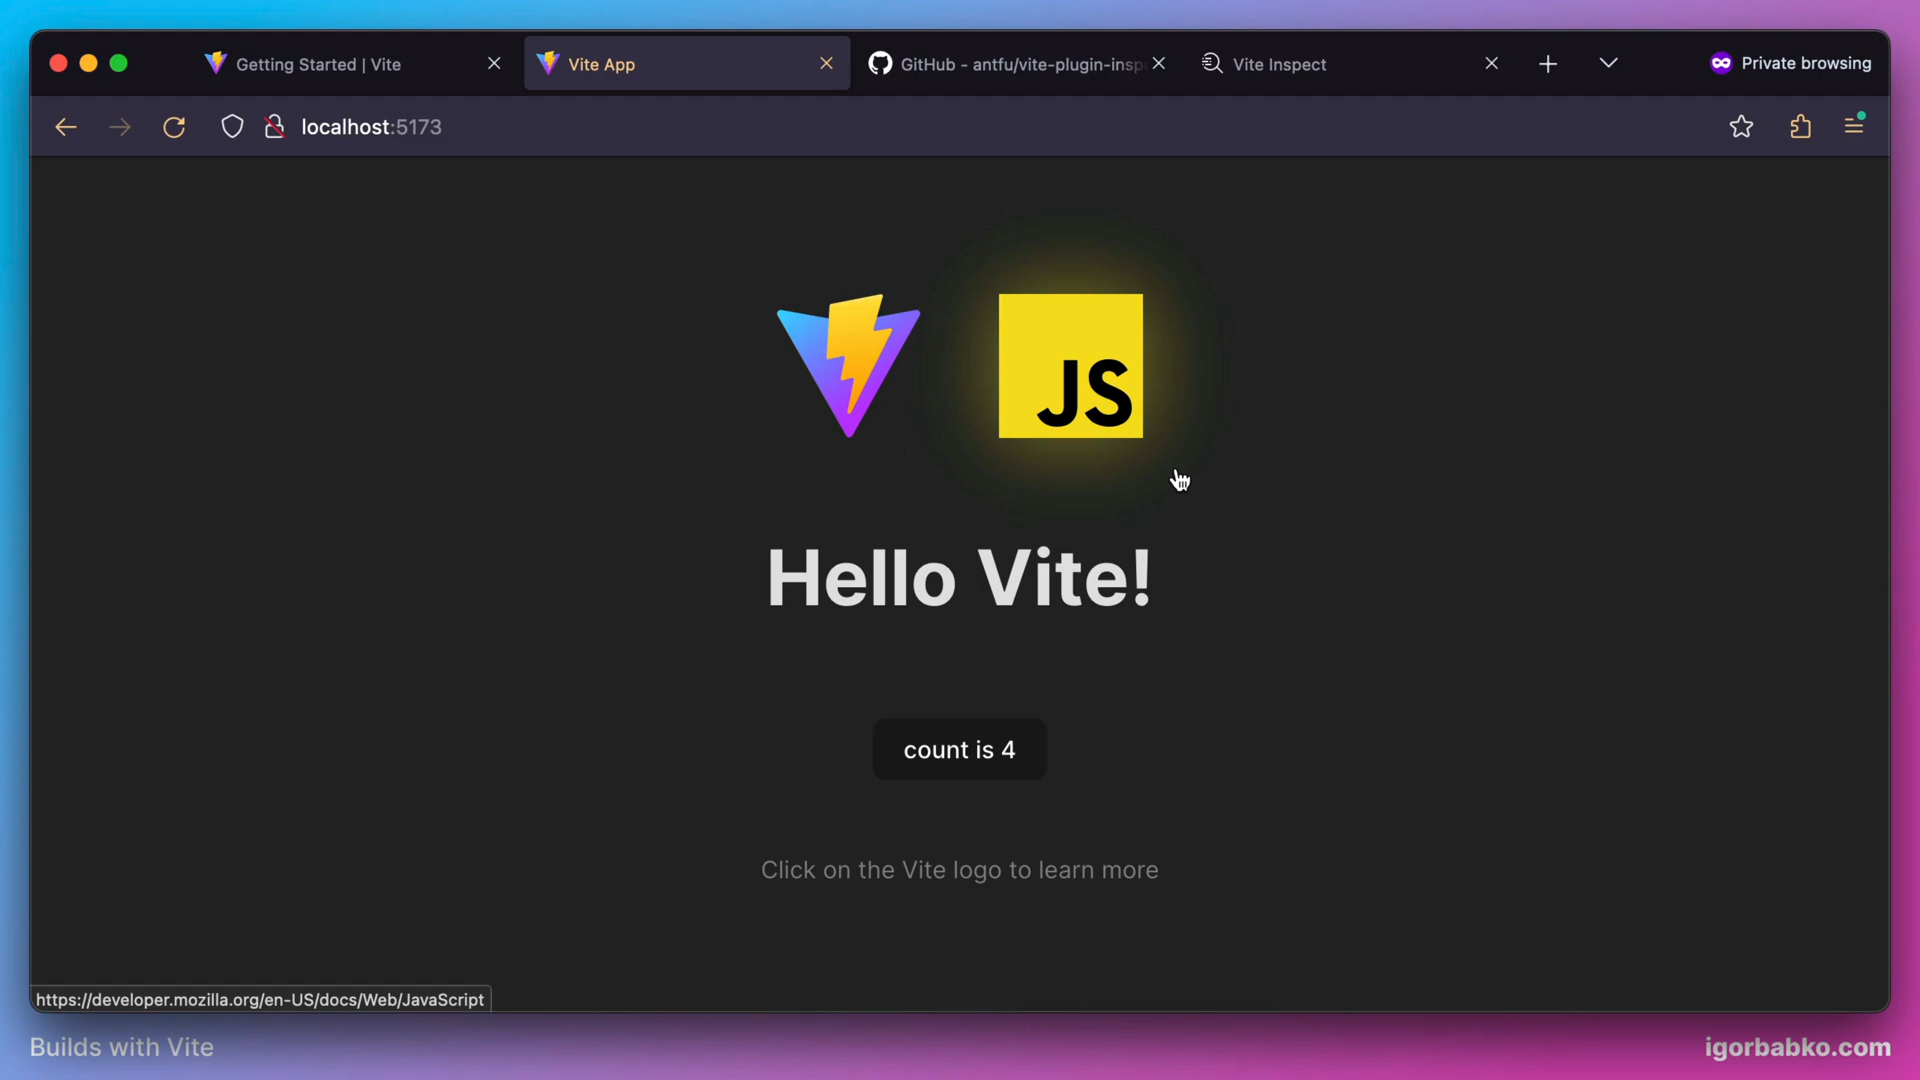 Getting Started | Vite
Vite App
GitHub - antfu/vite-plugin-insp
Vite Inspect
Private browsing
localhost:5173
JS
Hello Vite!
count is 4
Click on the Vite logo to learn more
https://developer.mozilla.org/en-US/docs/Web/JavaScript
Builds with Vite
igorbabko.com